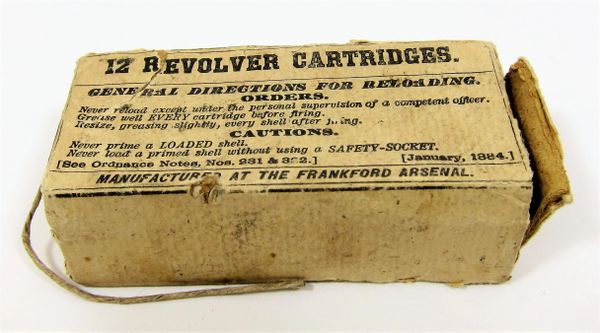 12 REVOLVER CARTRIDGES.
GENERAL DIRECTIONS FOR RELOADING.
ORDERS.
Never reload except under the personal supervision of a competent officer.
Grease well EVERY cartridge before firing.
Resize, greasing slightly, every shell after firing.
CAUTIONS.
Never prime a LOADED shell.
Never load a primed shell without using a SAFETY-SOCKET.
[See Ordnance Notes, Nos. 231 & 332.] [January, 1884.]
MANUFACTURED AT THE FRANKFORD ARSENAL.